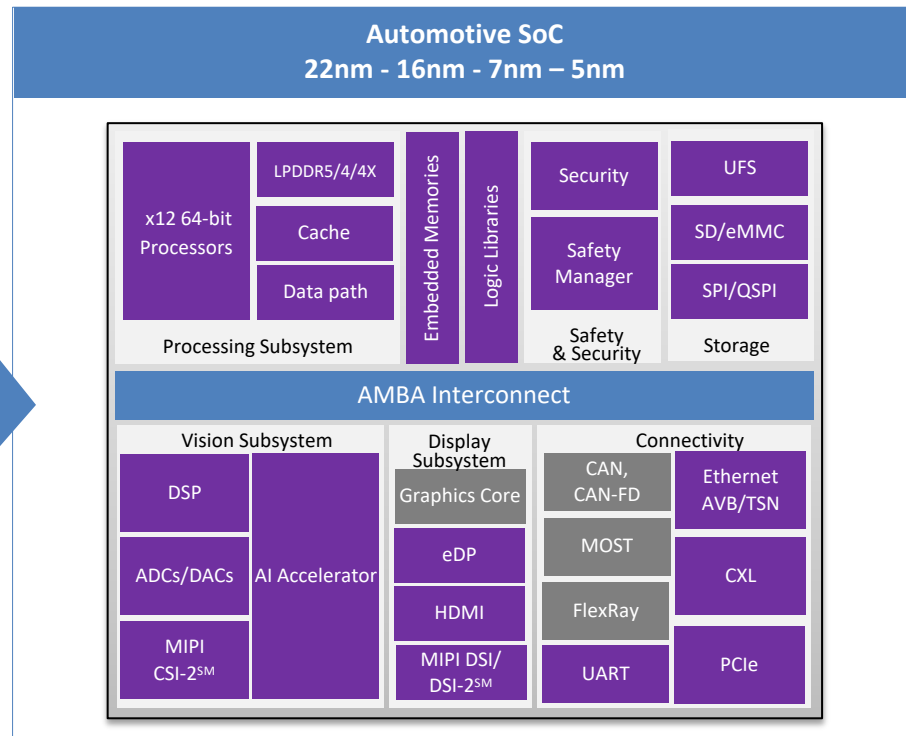 Automotive SoC
22nm - 16nm - 7nm – 5nm
x12 64-bit
Processors
LPDDR5/4/4X
Cache
Data path
Processing Subsystem
Embedded Memories
Logic Libraries
Security
Safety
Manager
Safety
& Security
UFS
SD/eMMC
SPI/QSPI
Storage
AMBA Interconnect
Vision Subsystem
DSP
ADCs/DACs
MIPI
CSI-2℠
AI Accelerator
Display
Subsystem
Graphics Core
eDP
HDMI
MIPI DSI/
DSI-2℠
Connectivity
CAN,
CAN-FD
MOST
FlexRay
UART
Ethernet
AVB/TSN
CXL
PCIe